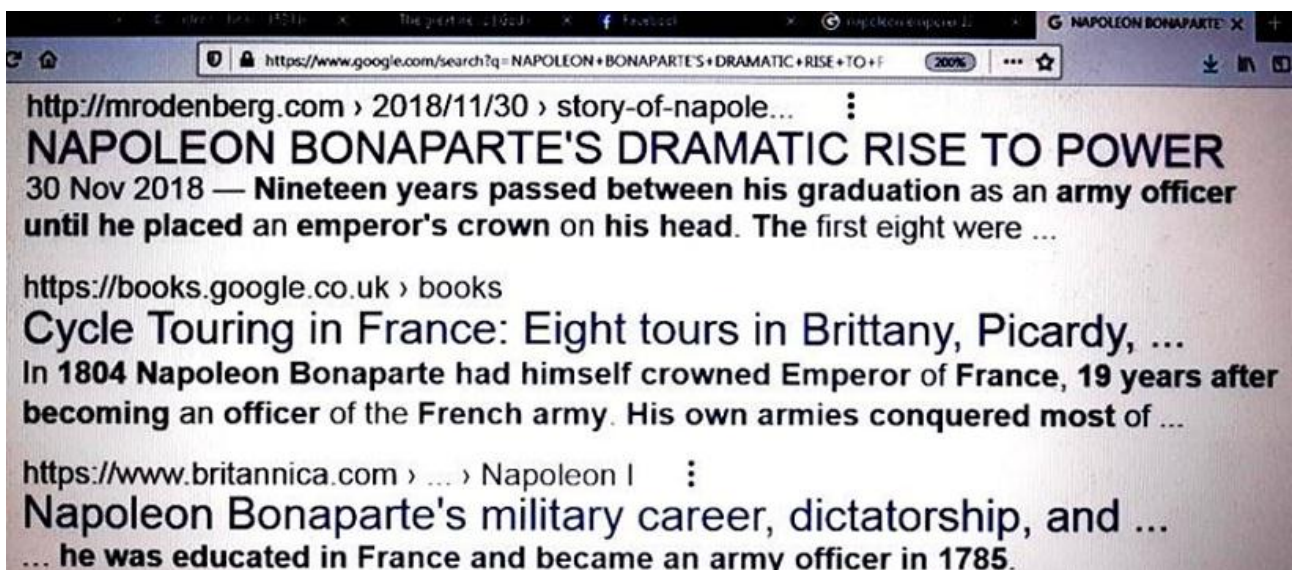 Facebook
G NAPOLEON BONAPARTE' X +
https://www.google.com/search?q=NAPOLEON+BONAPARTE'S+DRAMATIC+RISE+TO+F 200% ...
http://mrodenberg.com › 2018/11/30 › story-of-napole...
NAPOLEON BONAPARTE'S DRAMATIC RISE TO POWER
30 Nov 2018 — Nineteen years passed between his graduation as an army officer
until he placed an emperor's crown on his head. The first eight were ...
https://books.google.co.uk › books
Cycle Touring in France: Eight tours in Brittany, Picardy, ...
In 1804 Napoleon Bonaparte had himself crowned Emperor of France, 19 years after
becoming an officer of the French army. His own armies conquered most of ...
https://www.britannica.com › ... › Napoleon I
Napoleon Bonaparte's military career, dictatorship, and ...
... he was educated in France and became an army officer in 1785.